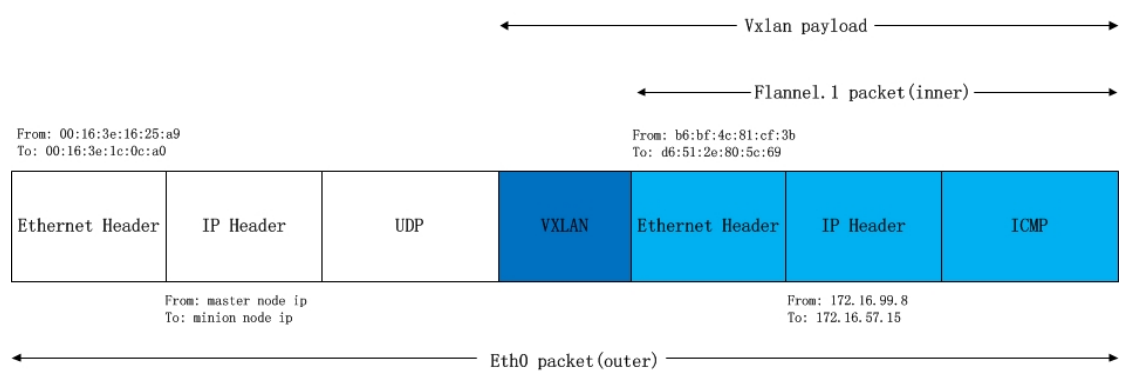 Vxlan payload
Flannel.1 packet(inner)
From: 00:16:3e:16:25:a9
To: 00:16:3e:1c:0c:a0
From: b6:bf:4c:81:cf:3b
To: d6:51:2e:80:5c:69
Ethernet Header IP Header UDP VXLAN Ethernet Header IP Header ICMP
From: master node ip
To: minion node ip
From: 172.16.99.8
To: 172.16.57.15
Eth0 packet(outer)